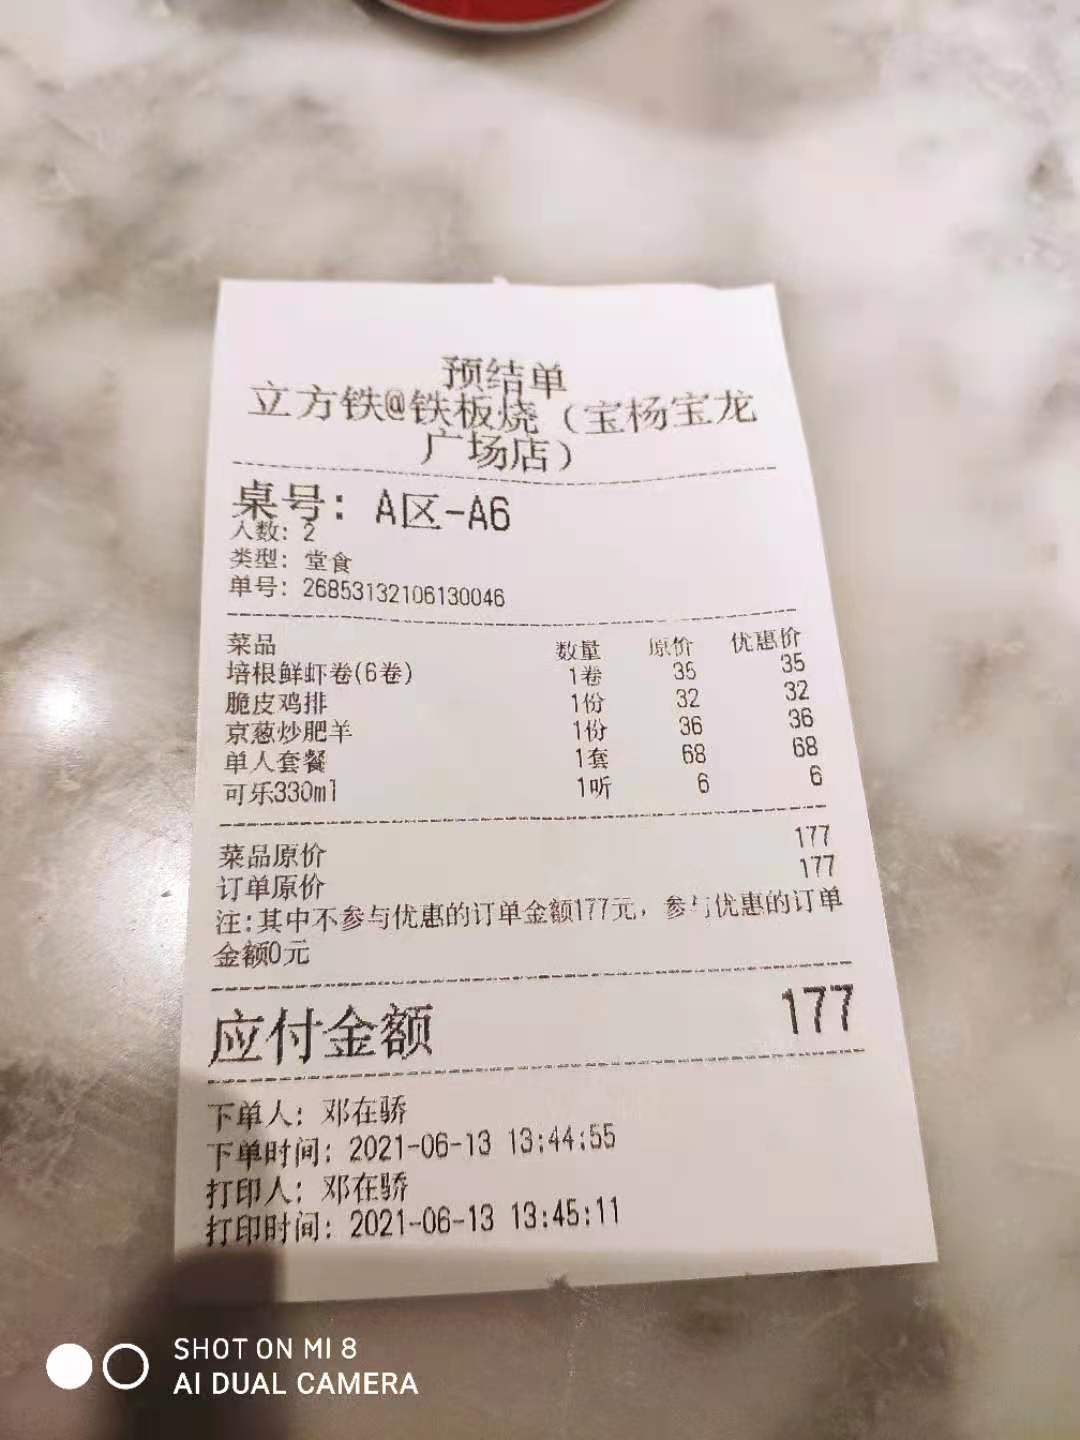 预结单
立方铁@铁板烧（宝杨宝龙
广场店）
桌号: A区-A6
人数: 2
类型: 堂食
单号: 268531321061​30046
菜品 数量 原价 优惠价
培根鲜虾卷(6卷) 1卷 35 35
脆皮鸡排 1份 32 32
京葱炒肥羊 1份 36 36
单人套餐 1套 68 68
可乐330ml 1听 6 6
菜品原价 177
订单原价 177
注:其中不参与优惠的订单金额177元，参与优惠的订单
金额0元
应付金额 177
下单人: 邓在骄
下单时间: 2021-06-13 13:44:55
打印人: 邓在骄
打印时间: 2021-06-13 13:45:11
SHOT ON MI 8
AI DUAL CAMERA